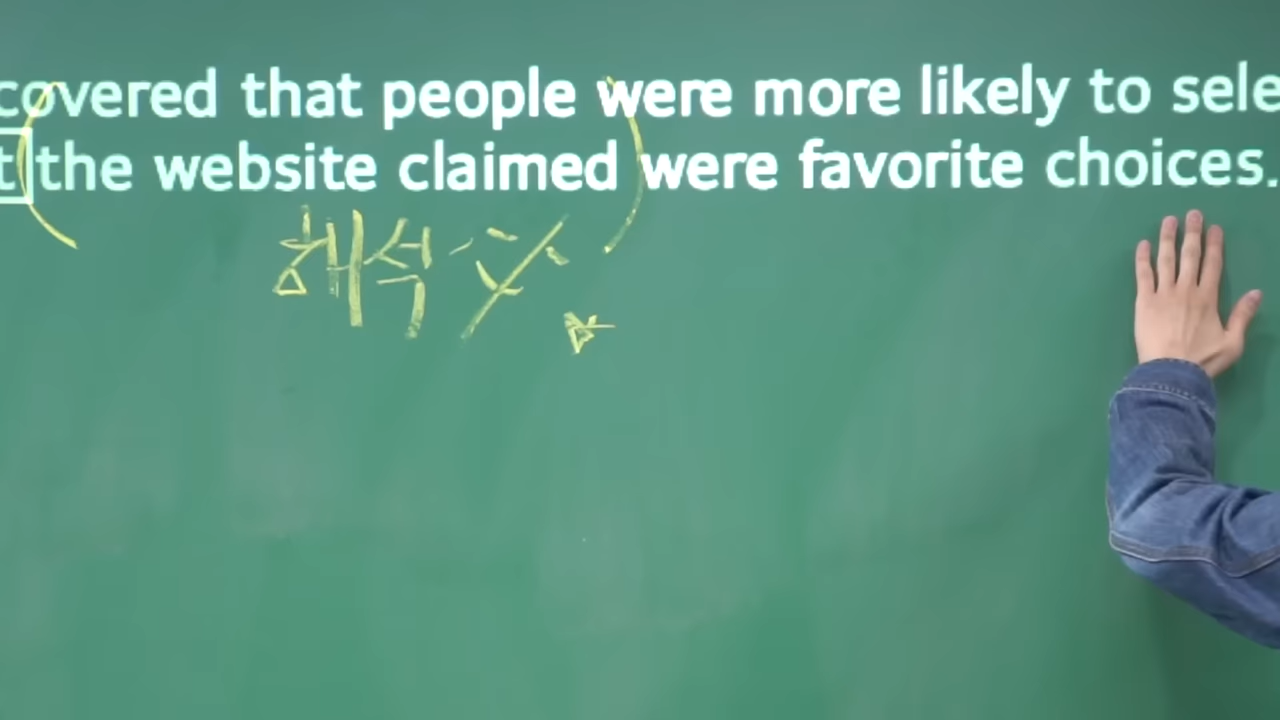 covered that people were more likely to sele
t the website claimed were favorite choices.
해석